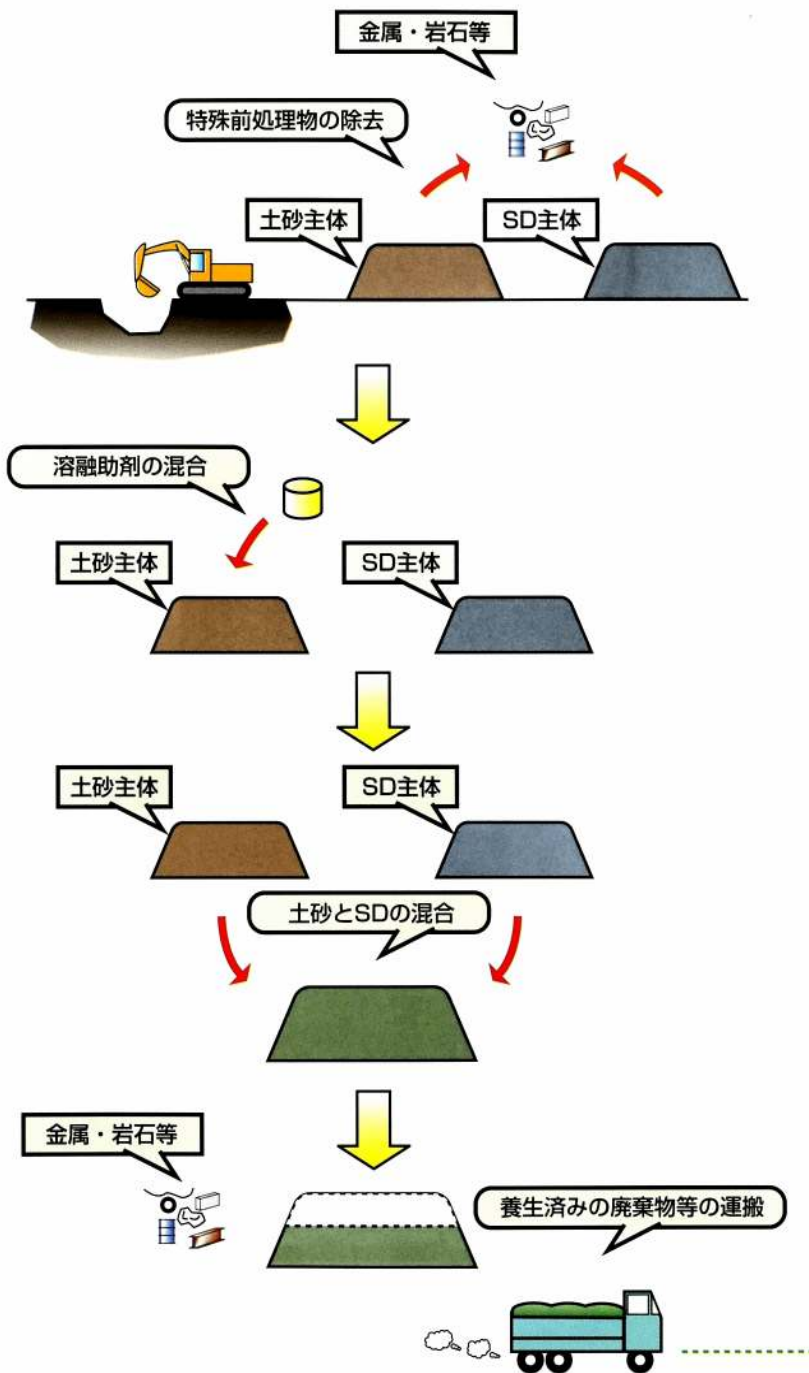 金属・岩石等
特殊前処理物の除去
土砂主体
SD主体
溶融助剤の混合
土砂主体
SD主体
土砂主体
SD主体
土砂とSDの混合
金属・岩石等
養生済みの廃棄物等の運搬